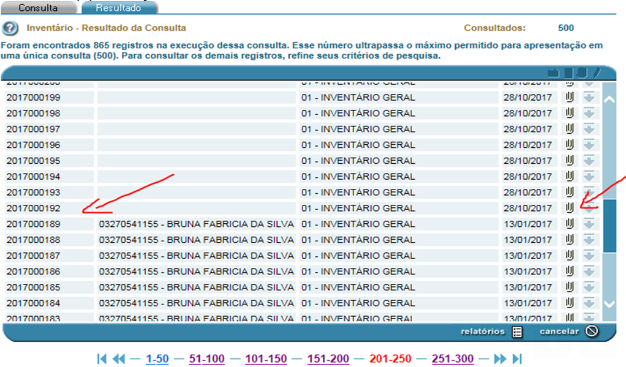 Consulta Resultado
Inventário - Resultado da Consulta Consultados: 500
Foram encontrados 865 registros na execução dessa consulta. Esse número ultrapassa o máximo permitido para apresentação em
uma única consulta (500). Para consultar os demais registros, refine seus critérios de pesquisa.
2017000199 01 - INVENTÁRIO GERAL 28/10/2017
2017000198 01 - INVENTÁRIO GERAL 28/10/2017
2017000197 01 - INVENTÁRIO GERAL 28/10/2017
2017000196 01 - INVENTÁRIO GERAL 28/10/2017
2017000195 01 - INVENTÁRIO GERAL 28/10/2017
2017000194 01 - INVENTÁRIO GERAL 28/10/2017
2017000193 01 - INVENTÁRIO GERAL 28/10/2017
2017000192 01 - INVENTÁRIO GERAL 28/10/2017
2017000189 03270541155 - BRUNA FABRICIA DA SILVA 01 - INVENTÁRIO GERAL 13/01/2017
2017000188 03270541155 - BRUNA FABRICIA DA SILVA 01 - INVENTÁRIO GERAL 13/01/2017
2017000187 03270541155 - BRUNA FABRICIA DA SILVA 01 - INVENTÁRIO GERAL 13/01/2017
2017000186 03270541155 - BRUNA FABRICIA DA SILVA 01 - INVENTÁRIO GERAL 13/01/2017
2017000185 03270541155 - BRUNA FABRICIA DA SILVA 01 - INVENTÁRIO GERAL 13/01/2017
2017000184 03270541155 - BRUNA FABRICIA DA SILVA 01 - INVENTÁRIO GERAL 13/01/2017
2017000183 03270541155 - BRUNA FABRICIA DA SILVA 01 - INVENTÁRIO GERAL 13/01/2017
relatórios cancelar
1-50 — 51-100 — 101-150 — 151-200 — 201-250 — 251-300